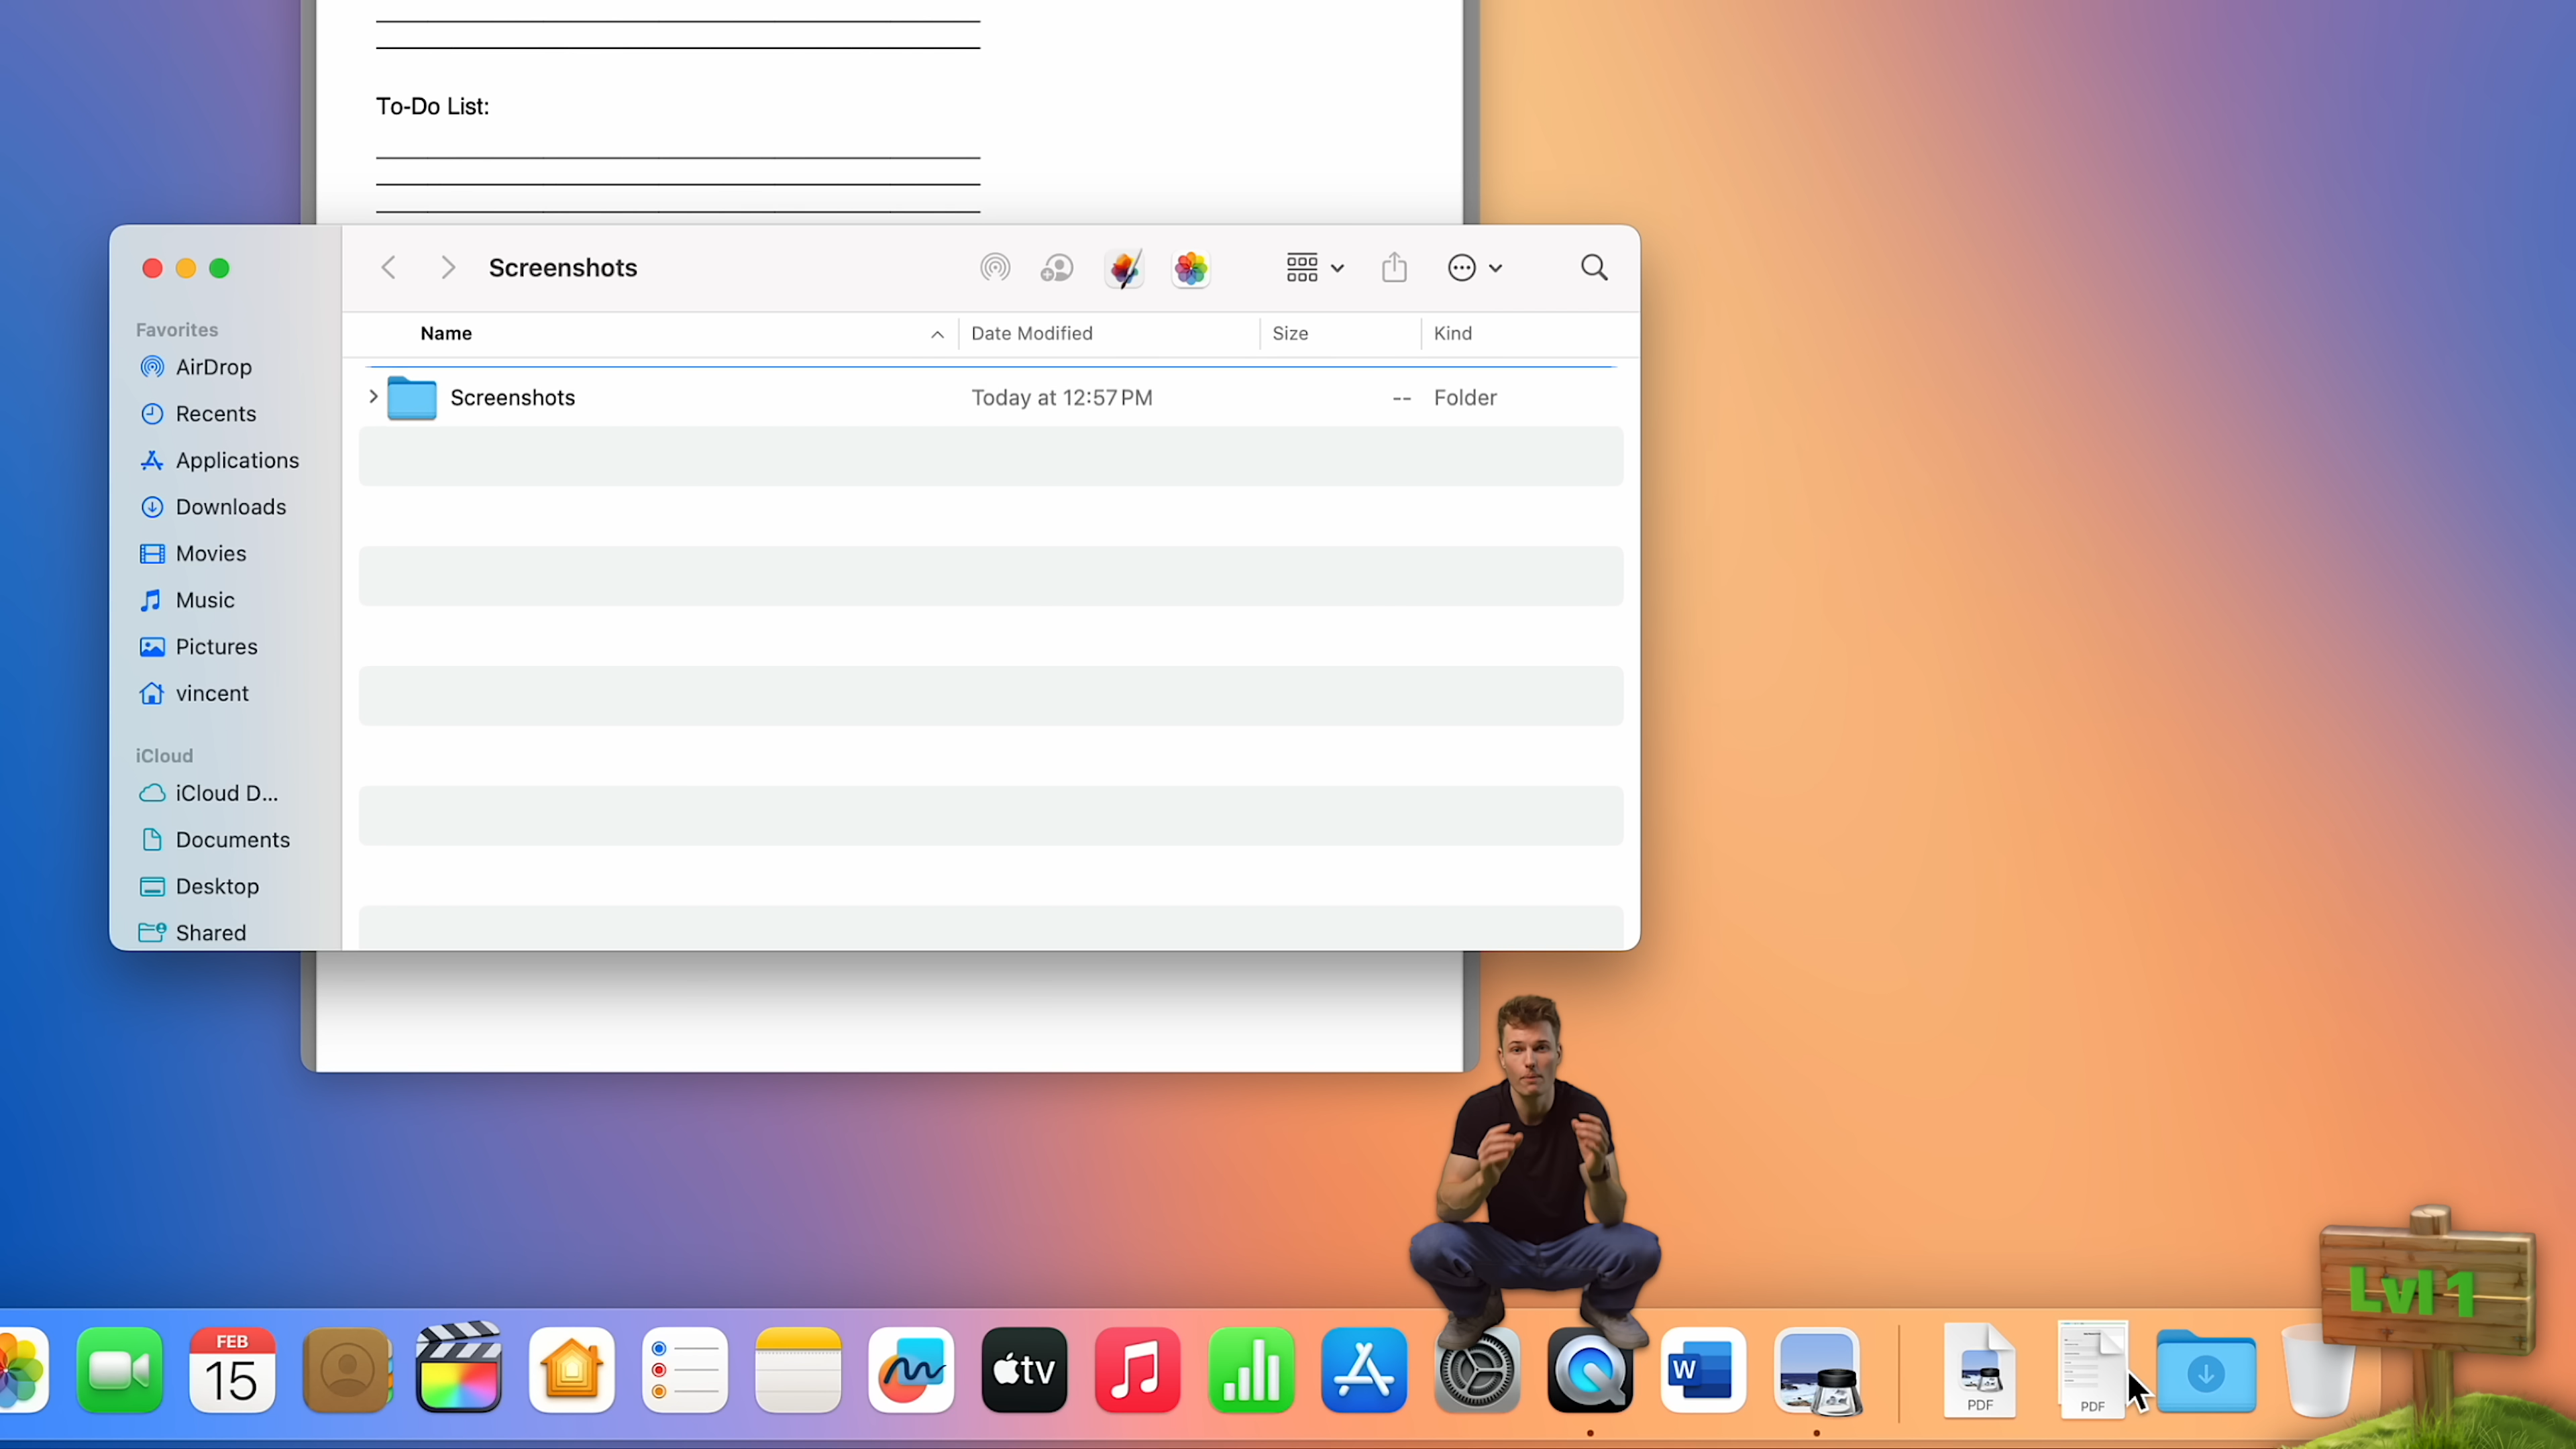 To-Do List:
Screenshots
Name
Date Modified
Size
Kind
Screenshots
Today at 12:57 PM
--
Folder
Favorites
AirDrop
Recents
Applications
Downloads
Movies
Music
Pictures
vincent
iCloud
iCloud D...
Documents
Desktop
Shared
FEB
15
tv
W
PDF
PDF
Lvl 1